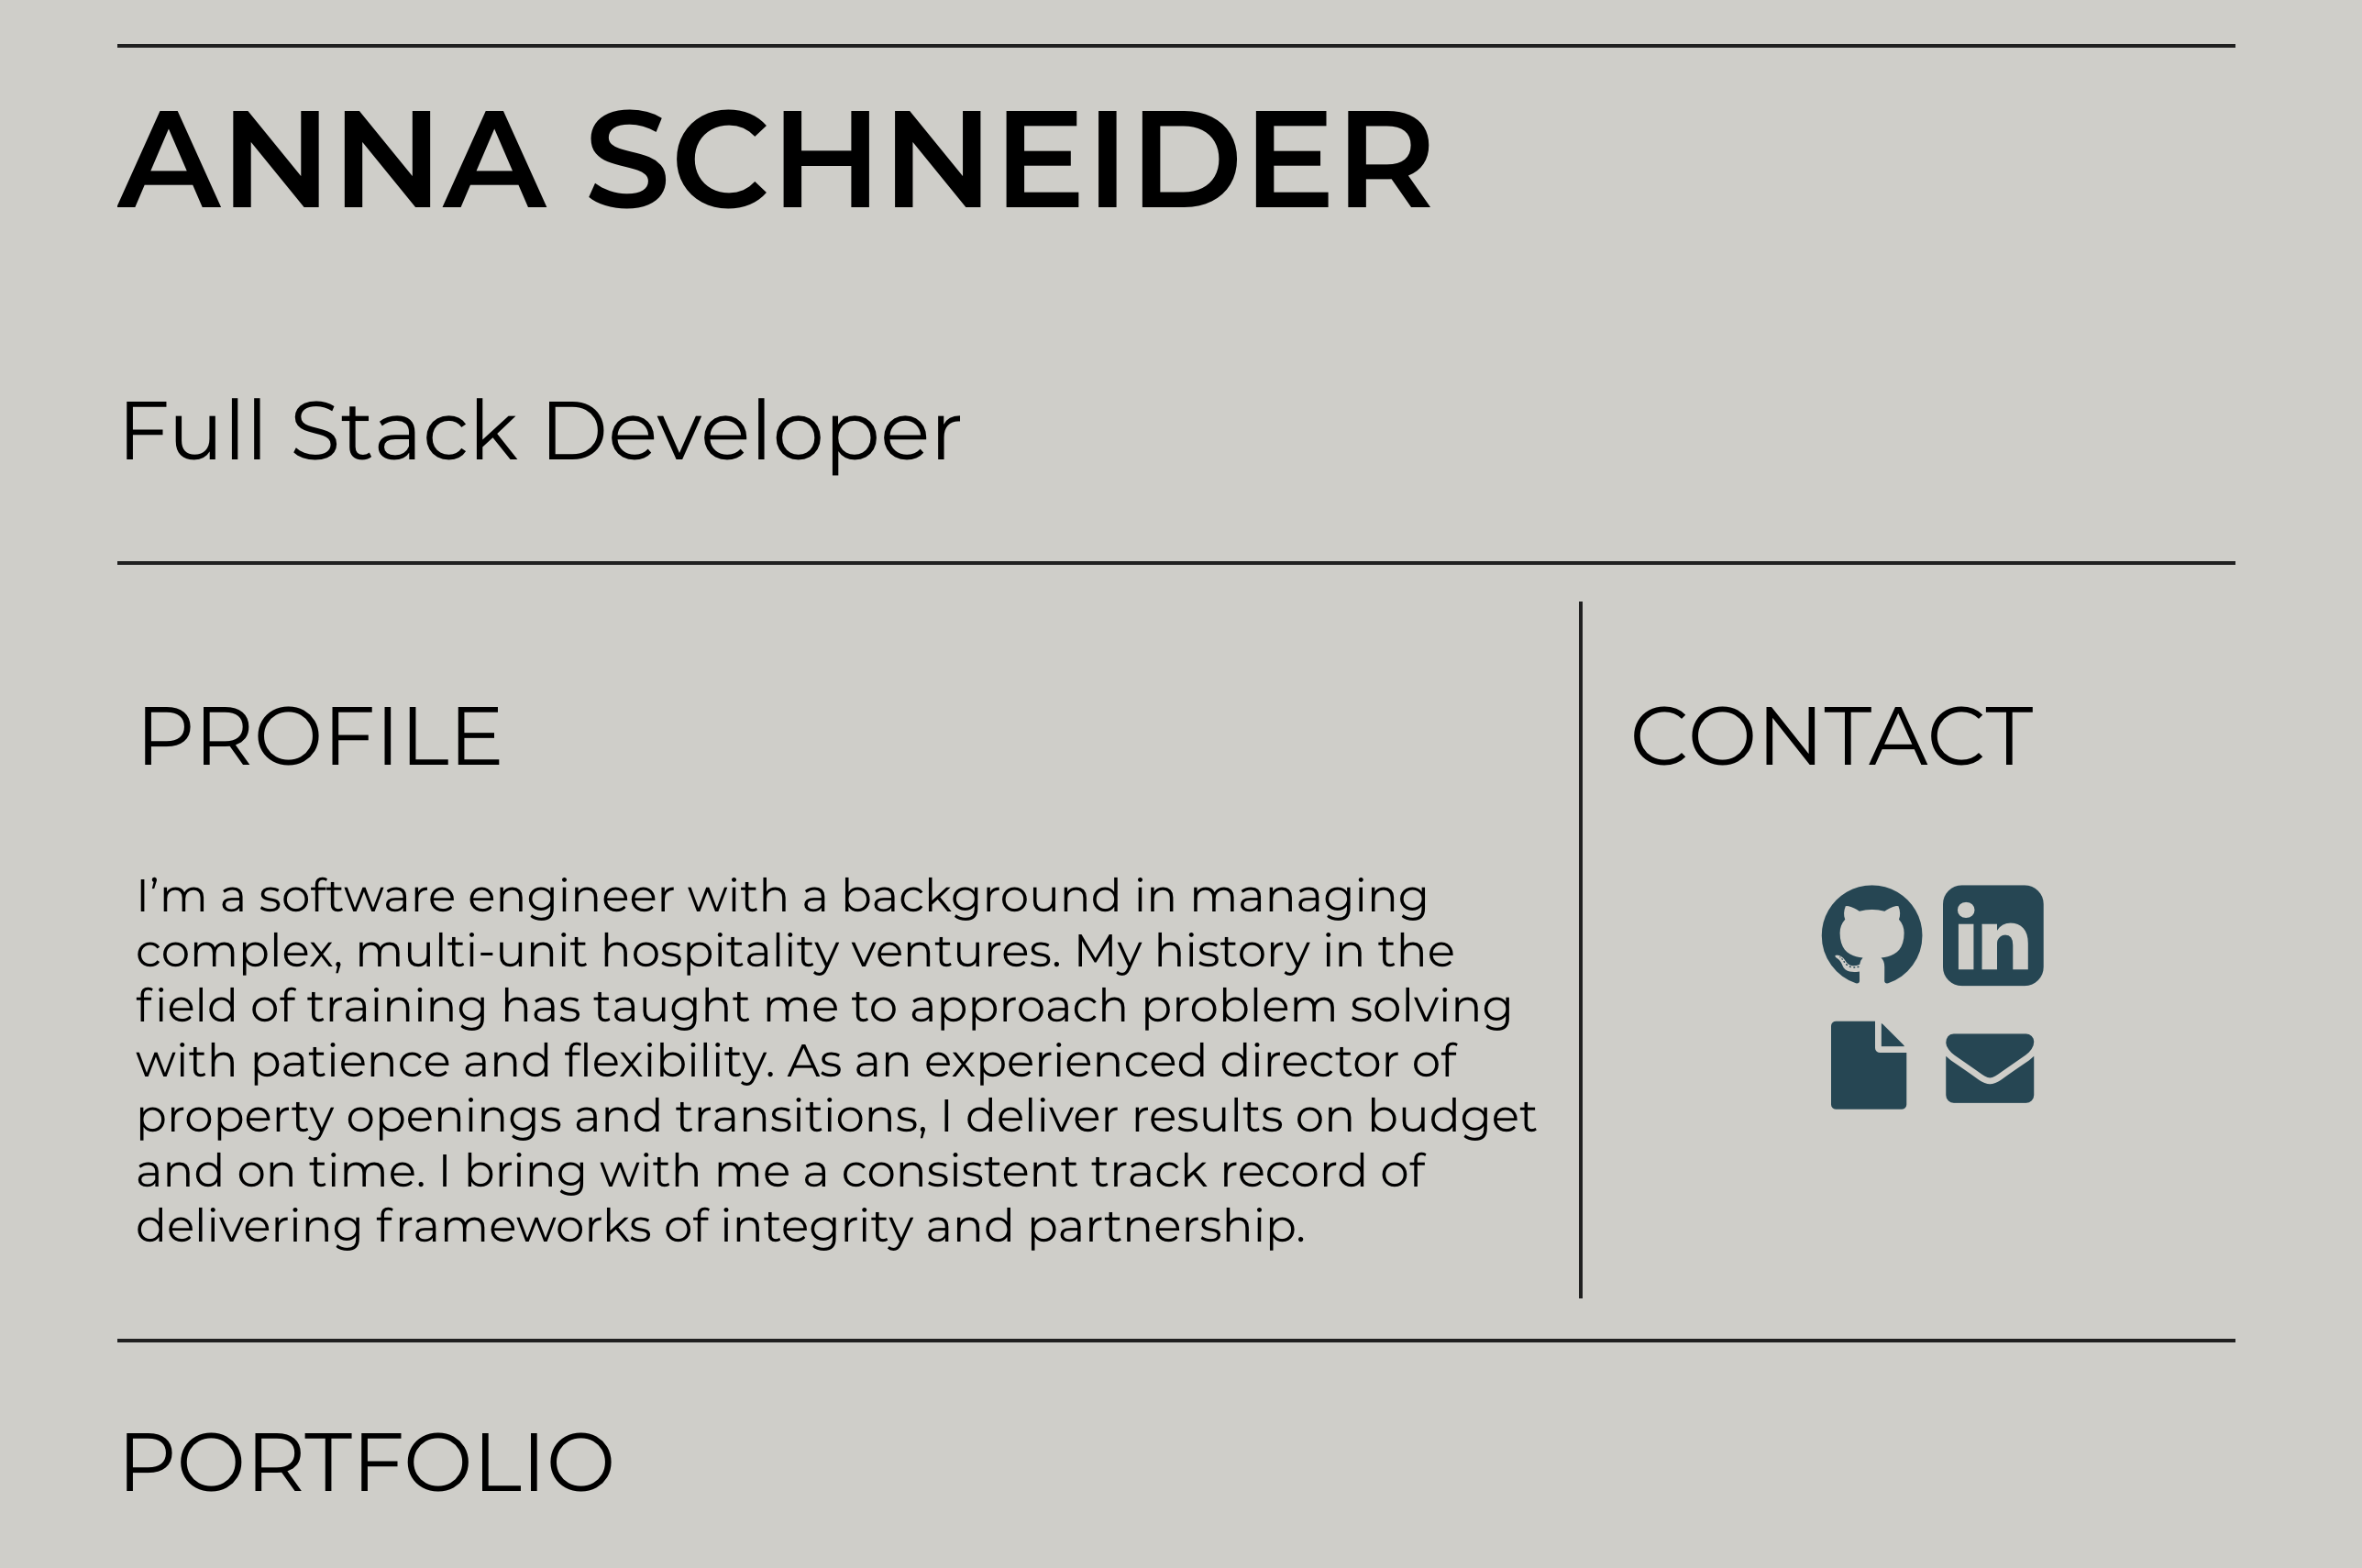 ANNA SCHNEIDER
Full Stack Developer
PROFILE
I'm a software engineer with a background in managing
complex, multi-unit hospitality ventures. My history in the
field of training has taught me to approach problem solving
with patience and flexibility. As an experienced director of
property openings and transitions, I deliver results on budget
and on time. I bring with me a consistent track record of
delivering frameworks of integrity and partnership.
CONTACT
in
PORTFOLIO